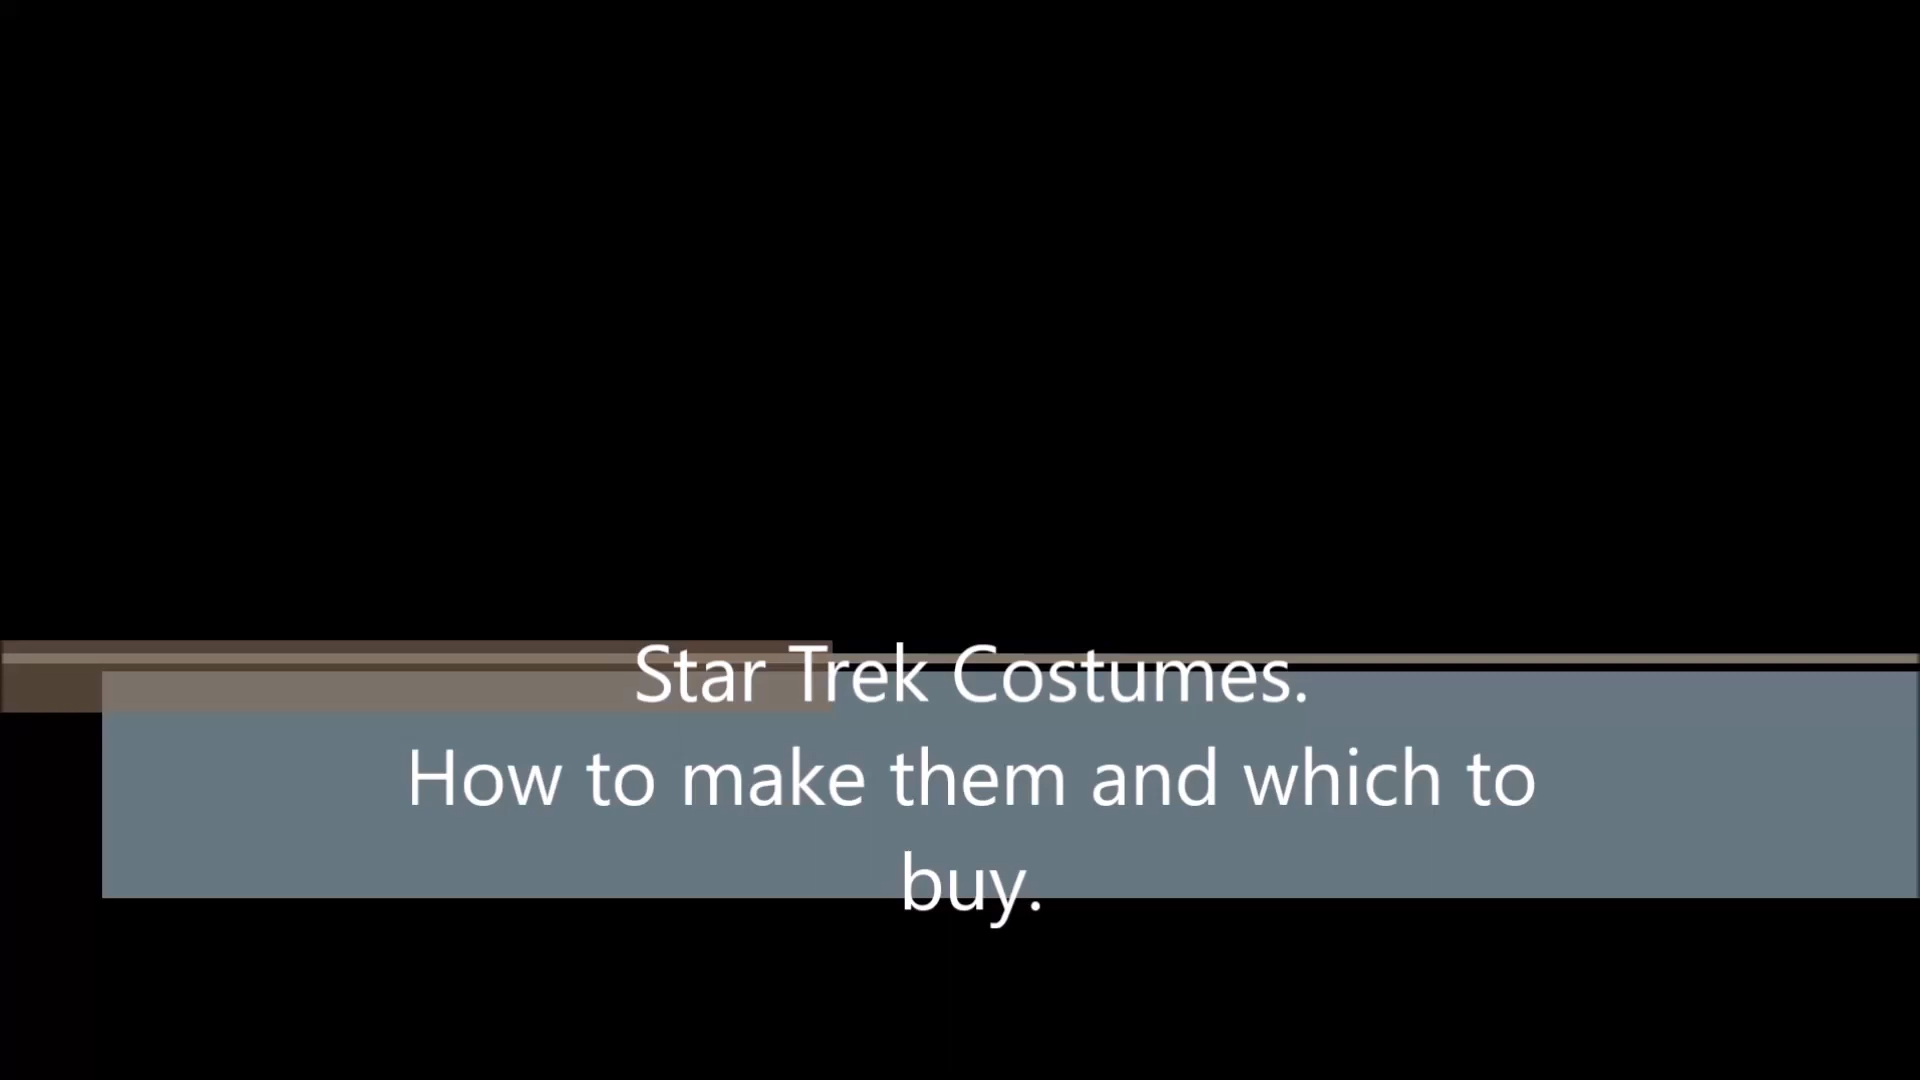 Star Trek Costumes.
How to make them and which to
buy.